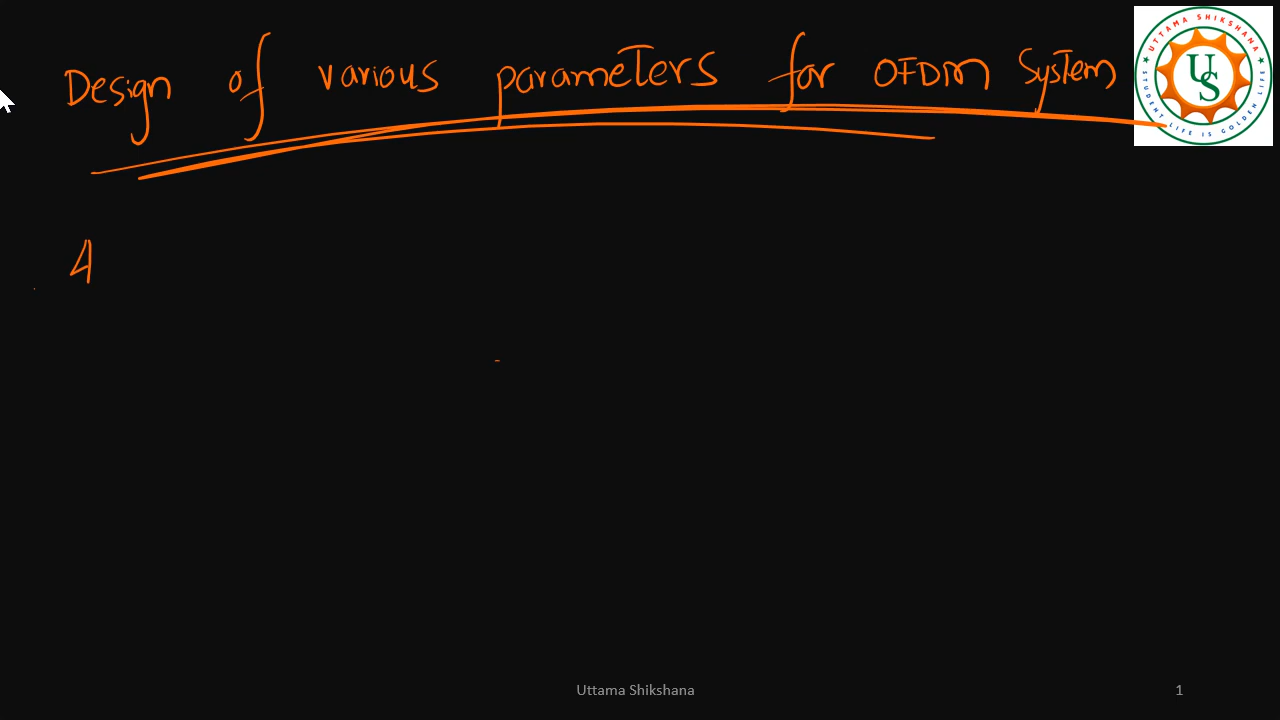 Design of various parameters for OFDM System
UTTAMA SHIKSHANA
US
STUDENT LIFE IS GOLDEN LIFE
4
Uttama Shikshana
1